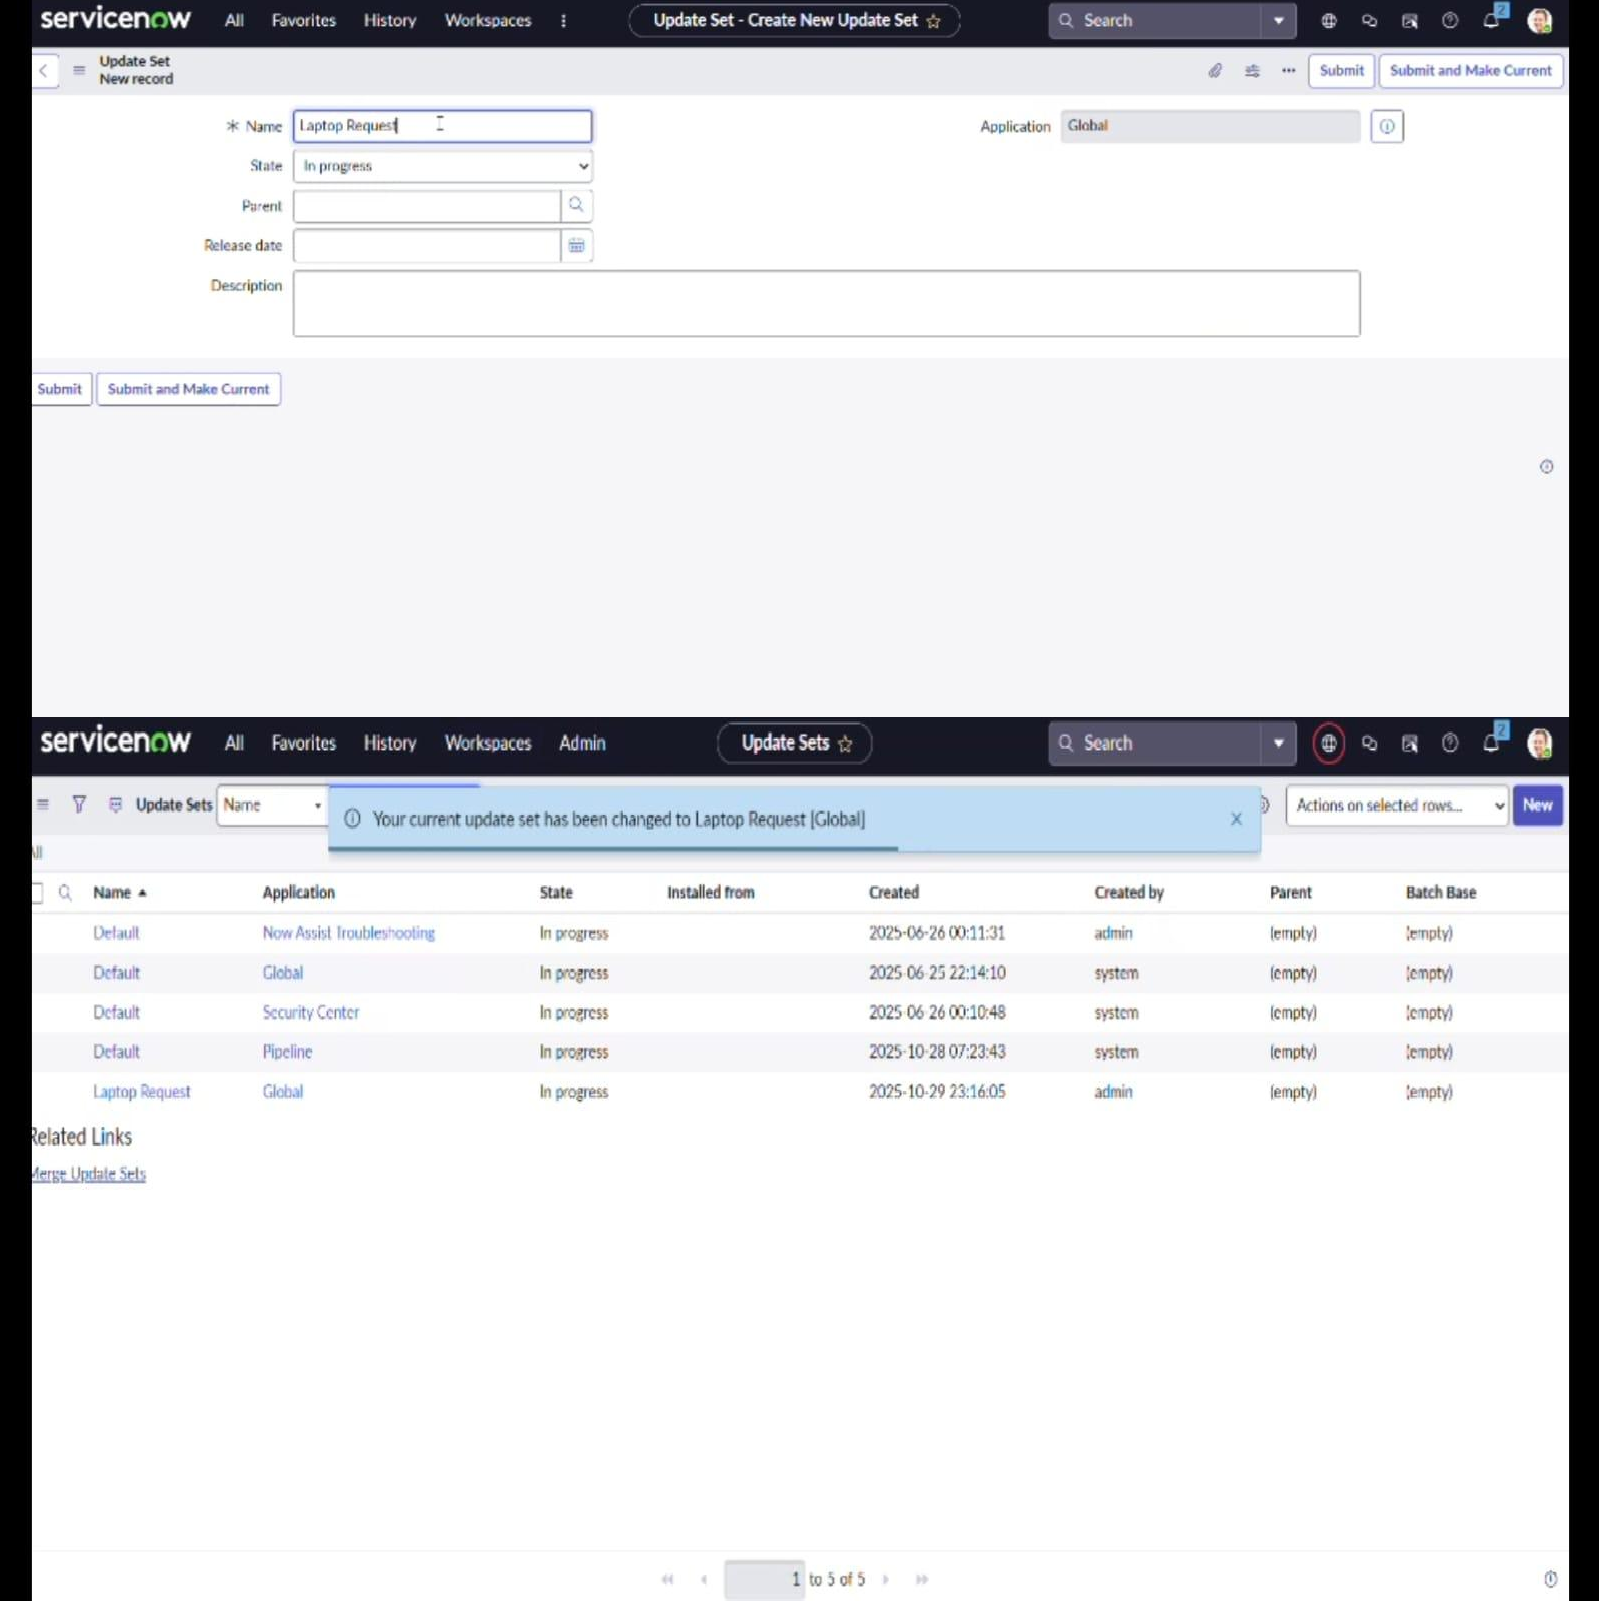 servicenow All Favorites History Workspaces Update Set - Create New Update Set Search 2
Update Set
New record
Submit Submit and Make Current
* Name Laptop Request Application Global
State In progress
Parent
Release date
Description
Submit Submit and Make Current
servicenow All Favorites History Workspaces Admin Update Sets Search 2
Update Sets Name Actions on selected rows... New
Your current update set has been changed to Laptop Request [Global]
All
Name Application State Installed from Created Created by Parent Batch Base
Default Now Assist Troubleshooting In progress 2025-06-26 00:11:31 admin (empty) (empty)
Default Global In progress 2025-06-25 22:14:10 system (empty) (empty)
Default Security Center In progress 2025-06-26 00:10:48 system (empty) (empty)
Default Pipeline In progress 2025-10-28 07:23:43 system (empty) (empty)
Laptop Request Global In progress 2025-10-29 23:16:05 admin (empty) (empty)
Related Links
Merge Update Sets
1 to 5 of 5